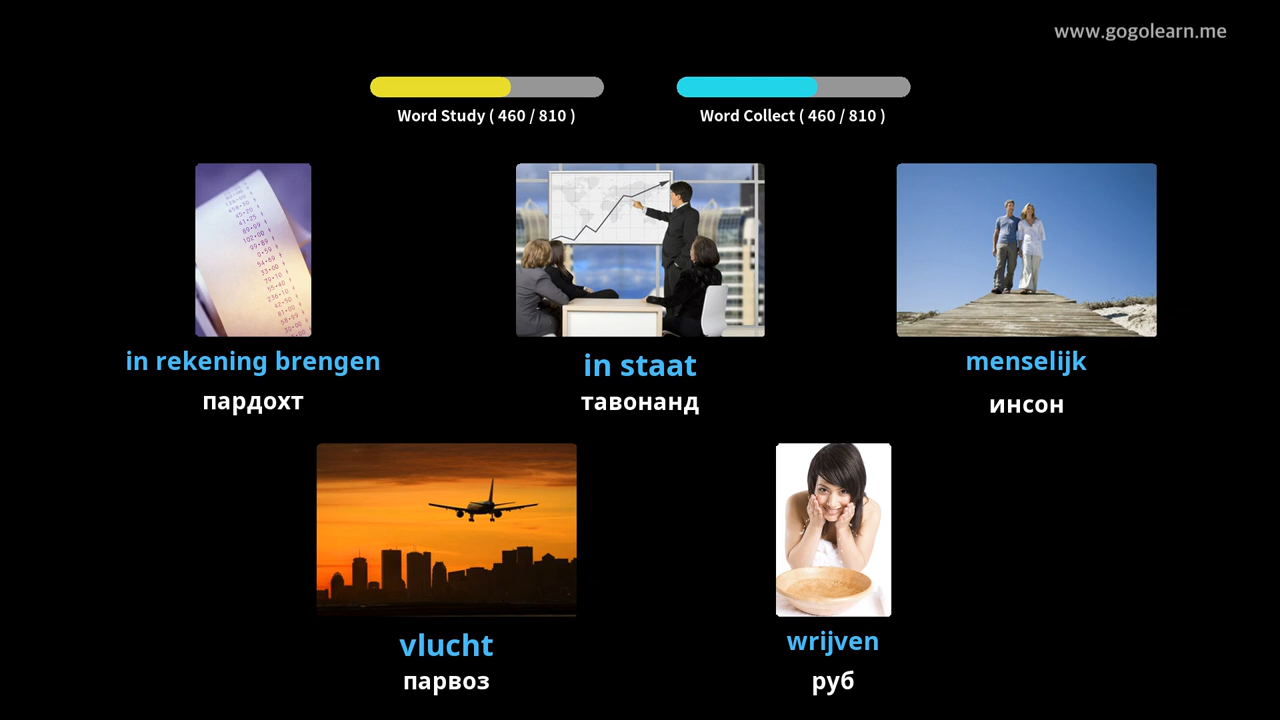 www.gogolearn.me
Word Study ( 460 / 810 )
Word Collect ( 460 / 810 )
in rekening brengen
пардохт
in staat
тавонанд
menselijk
инсон
vlucht
парвоз
wrijven
руб